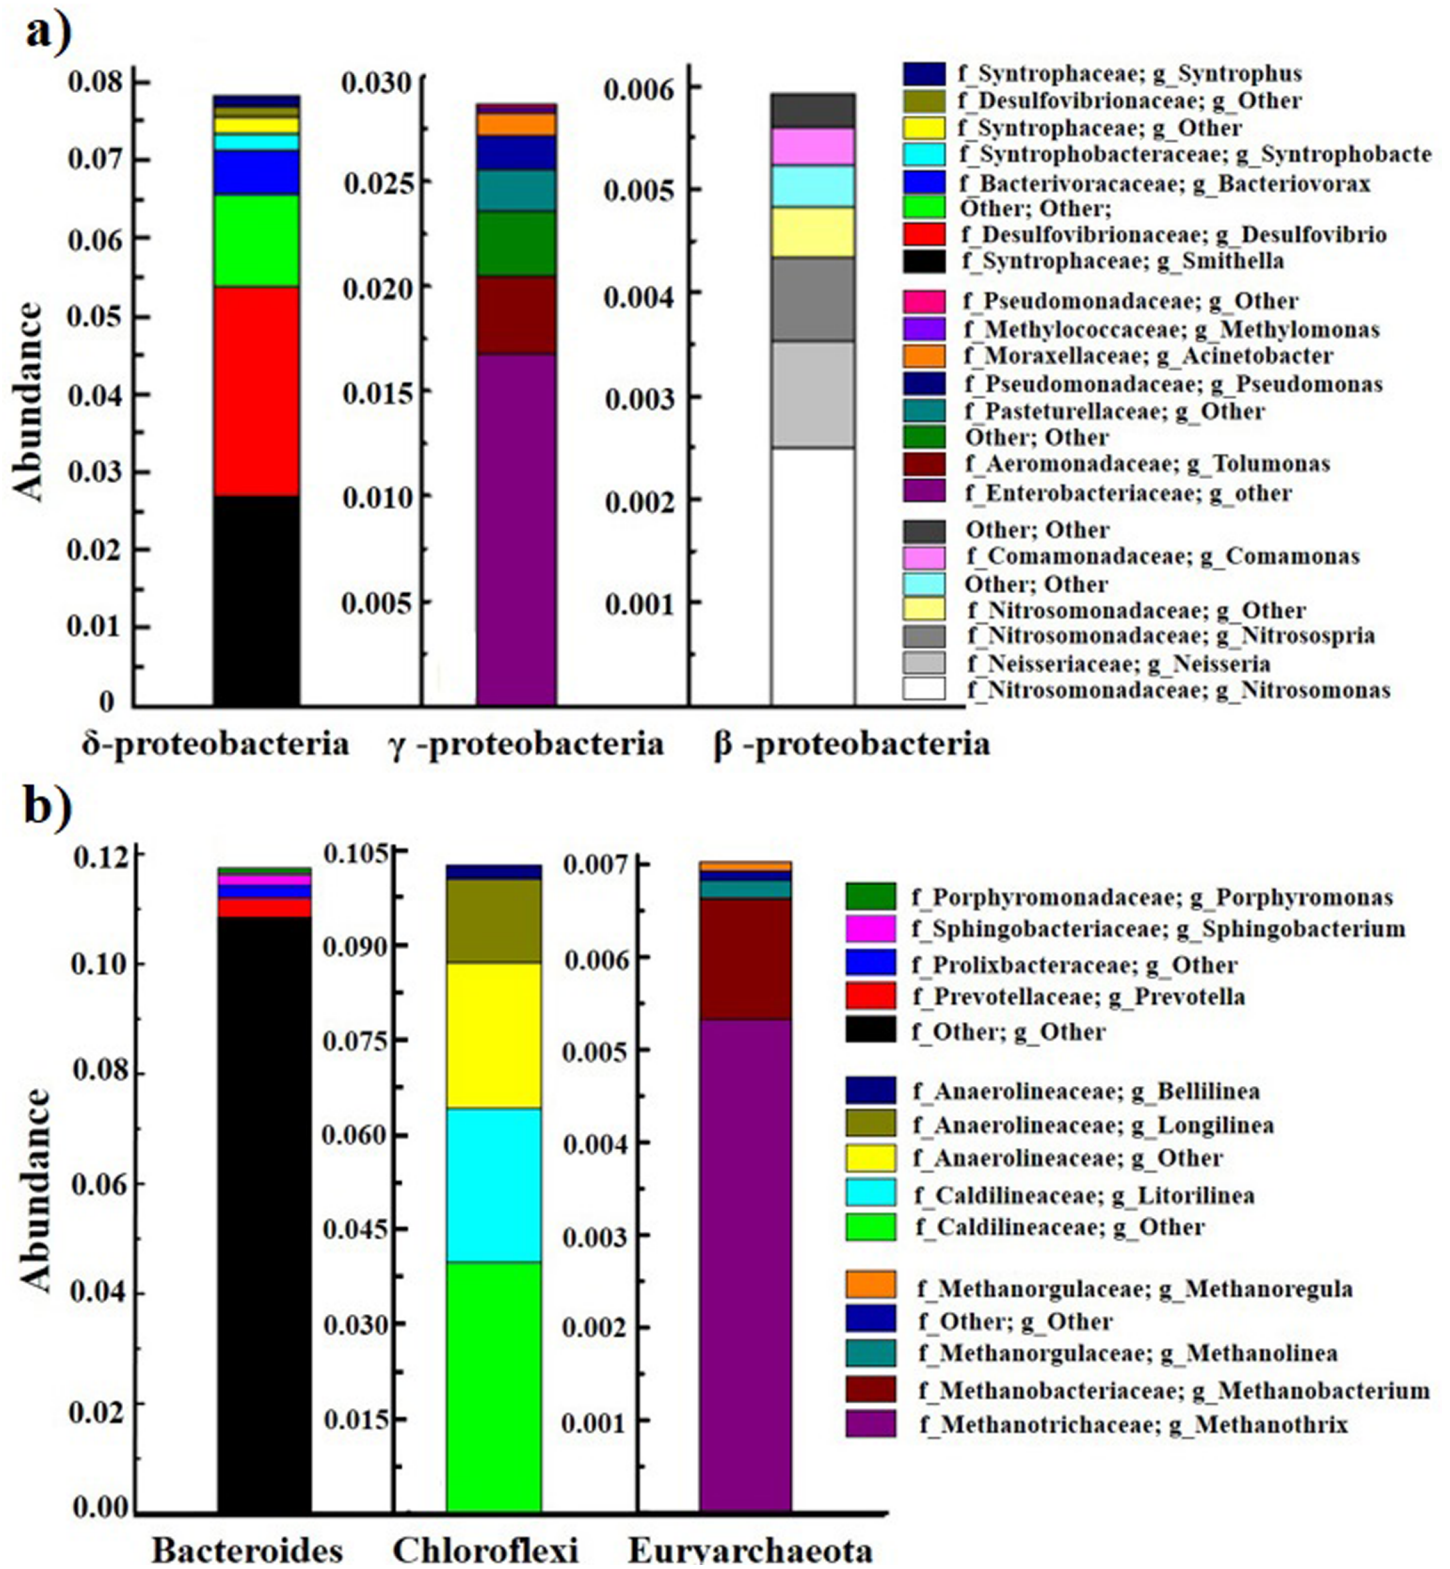 a)
Abundance
0.08
0.07
0.06
0.05
0.04
0.03
0.02
0.01
0
0.030
0.025
0.020
0.015
0.010
0.005
0.006
0.005
0.004
0.003
0.002
0.001
δ-proteobacteria
γ -proteobacteria
β -proteobacteria
f_Syntrophaceae; g_Syntrophus
f_Desulfovibrionaceae; g_Other
f_Syntrophaceae; g_Other
f_Syntrophobacteraceae; g_Syntrophobacte
f_Bacterivoracaceae; g_Bacteriovorax
Other; Other;
f_Desulfovibrionaceae; g_Desulfovibrio
f_Syntrophaceae; g_Smithella
f_Pseudomonadaceae; g_Other
f_Methylococcaceae; g_Methylomonas
f_Moraxellaceae; g_Acinetobacter
f_Pseudomonadaceae; g_Pseudomonas
f_Pasteturellaceae; g_Other
Other; Other
f_Aeromonadaceae; g_Tolumonas
f_Enterobacteriaceae; g_other
Other; Other
f_Comamonadaceae; g_Comamonas
Other; Other
f_Nitrosomonadaceae; g_Other
f_Nitrosomonadaceae; g_Nitrosospria
f_Neisseriaceae; g_Neisseria
f_Nitrosomonadaceae; g_Nitrosomonas
b)
Abundance
0.12
0.10
0.08
0.06
0.04
0.02
0.00
0.105
0.090
0.075
0.060
0.045
0.030
0.015
0.007
0.006
0.005
0.004
0.003
0.002
0.001
Bacteroides
Chloroflexi
Euryarchaeota
f_Porphyromonadaceae; g_Porphyromonas
f_Sphingobacteriaceae; g_Sphingobacterium
f_Prolixbacteraceae; g_Other
f_Prevotellaceae; g_Prevotella
f_Other; g_Other
f_Anaerolineaceae; g_Bellilinea
f_Anaerolineaceae; g_Longilinea
f_Anaerolineaceae; g_Other
f_Caldilineaceae; g_Litorilinea
f_Caldilineaceae; g_Other
f_Methanorgulaceae; g_Methanoregula
f_Other; g_Other
f_Methanorgulaceae; g_Methanolinea
f_Methanobacteriaceae; g_Methanobacterium
f_Methanotrichaceae; g_Methanothrix